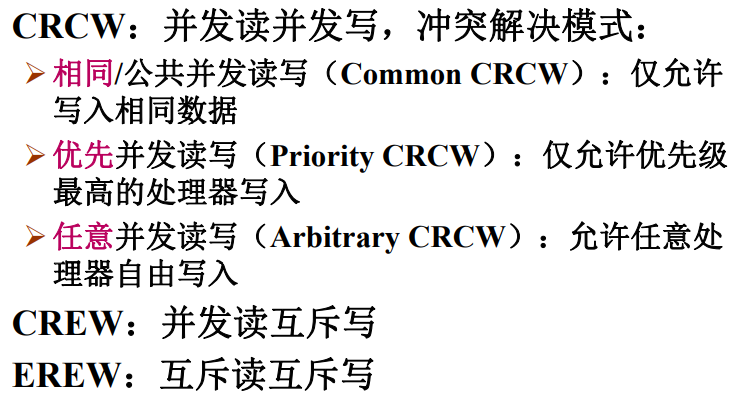 CRCW：并发读并发写，冲突解决模式：
相同/公共并发读写（Common CRCW）：仅允许
写入相同数据
优先并发读写（Priority CRCW）：仅允许优先级
最高的处理器写入
任意并发读写（Arbitrary CRCW）：允许任意处
理器自由写入
CREW：并发读互斥写
EREW：互斥读互斥写